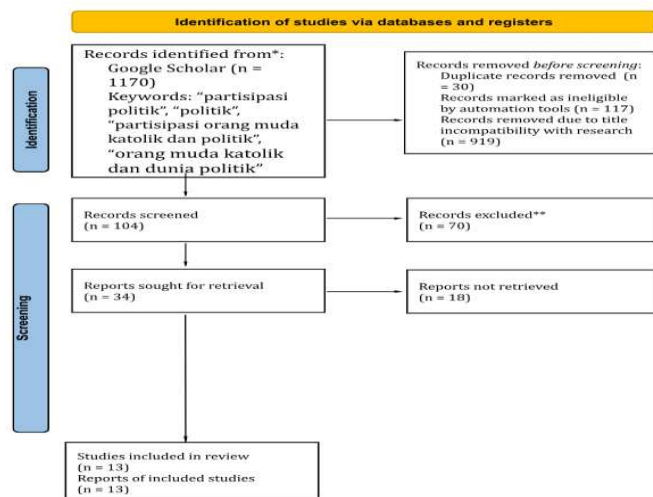 Identification of studies via databases and registers
Identification
Records identified from*:
Google Scholar (n =
1170)
Keywords: “partisipasi
politik”, “politik”,
“partisipasi orang muda
katolik dan politik”,
“orang muda katolik
dan dunia politik”
Records removed before screening:
Duplicate records removed (n
= 30)
Records marked as ineligible
by automation tools (n = 117)
Records removed due to title
incompatibility with research
(n = 919)
Screening
Records screened
(n = 104)
Records excluded**
(n = 70)
Reports sought for retrieval
(n = 34)
Reports not retrieved
(n = 18)
Studies included in review
(n = 13)
Reports of included studies
(n = 13)